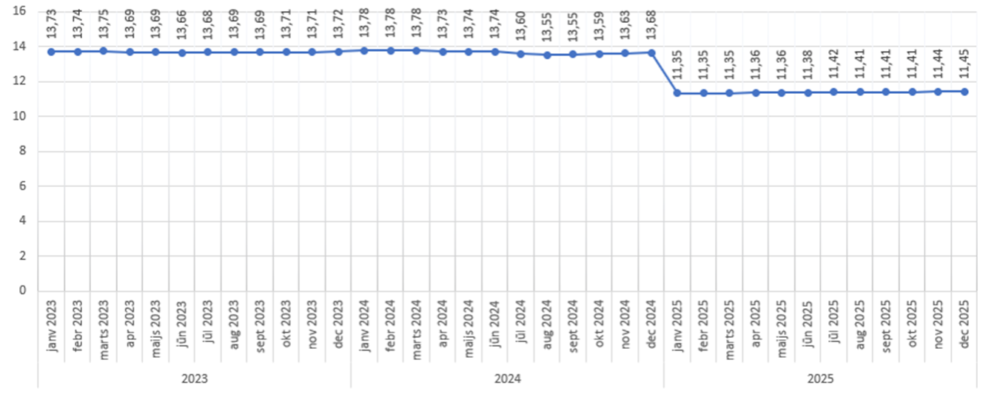 16
14
12
10
8
6
4
2
0
13,73
13,74
13,75
13,69
13,69
13,66
13,68
13,69
13,69
13,71
13,71
13,72
13,78
13,78
13,78
13,73
13,74
13,74
13,60
13,55
13,55
13,59
13,63
13,68
11,35
11,35
11,35
11,36
11,36
11,38
11,42
11,41
11,41
11,41
11,44
11,45
janv 2023
febr 2023
marts 2023
apr 2023
maijs 2023
jūn 2023
jūl 2023
aug 2023
sept 2023
okt 2023
nov 2023
dec 2023
janv 2024
febr 2024
marts 2024
apr 2024
maijs 2024
jūn 2024
jūl 2024
aug 2024
sept 2024
okt 2024
nov 2024
dec 2024
janv 2025
febr 2025
marts 2025
apr 2025
maijs 2025
jūn 2025
jūl 2025
aug 2025
sept 2025
okt 2025
nov 2025
dec 2025
2023
2024
2025